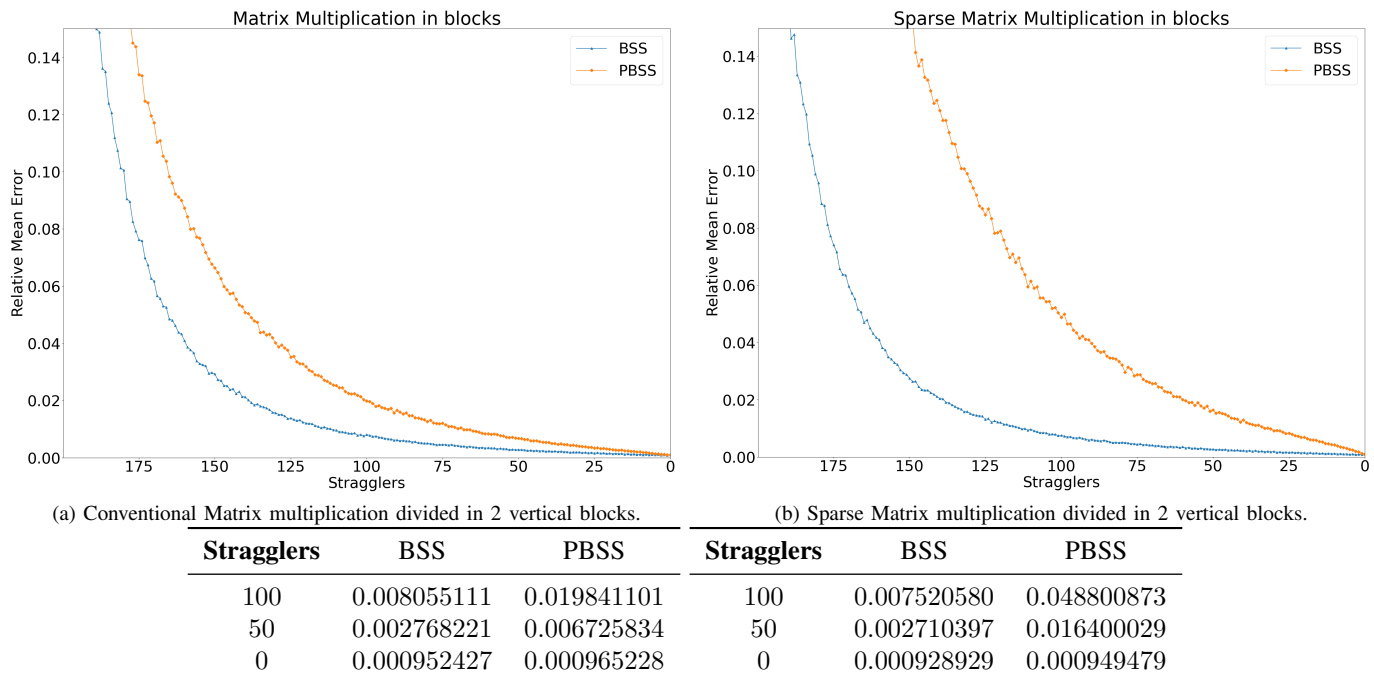 Matrix Multiplication in blocks
0.14
0.12
0.10
0.08
0.06
0.04
0.02
0.00
Relative Mean Error
BSS
PBSS
175 150 125 100 75 50 25 0
Stragglers
(a) Conventional Matrix multiplication divided in 2 vertical blocks.
Sparse Matrix Multiplication in blocks
0.14
0.12
0.10
0.08
0.06
0.04
0.02
0.00
Relative Mean Error
BSS
PBSS
175 150 125 100 75 50 25 0
Stragglers
(b) Sparse Matrix multiplication divided in 2 vertical blocks.
Stragglers BSS PBSS
100 0.008055111 0.019841101
50 0.002768221 0.006725834
0 0.000952427 0.000965228
Stragglers BSS PBSS
100 0.007520580 0.048800873
50 0.002710397 0.016400029
0 0.000928929 0.000949479